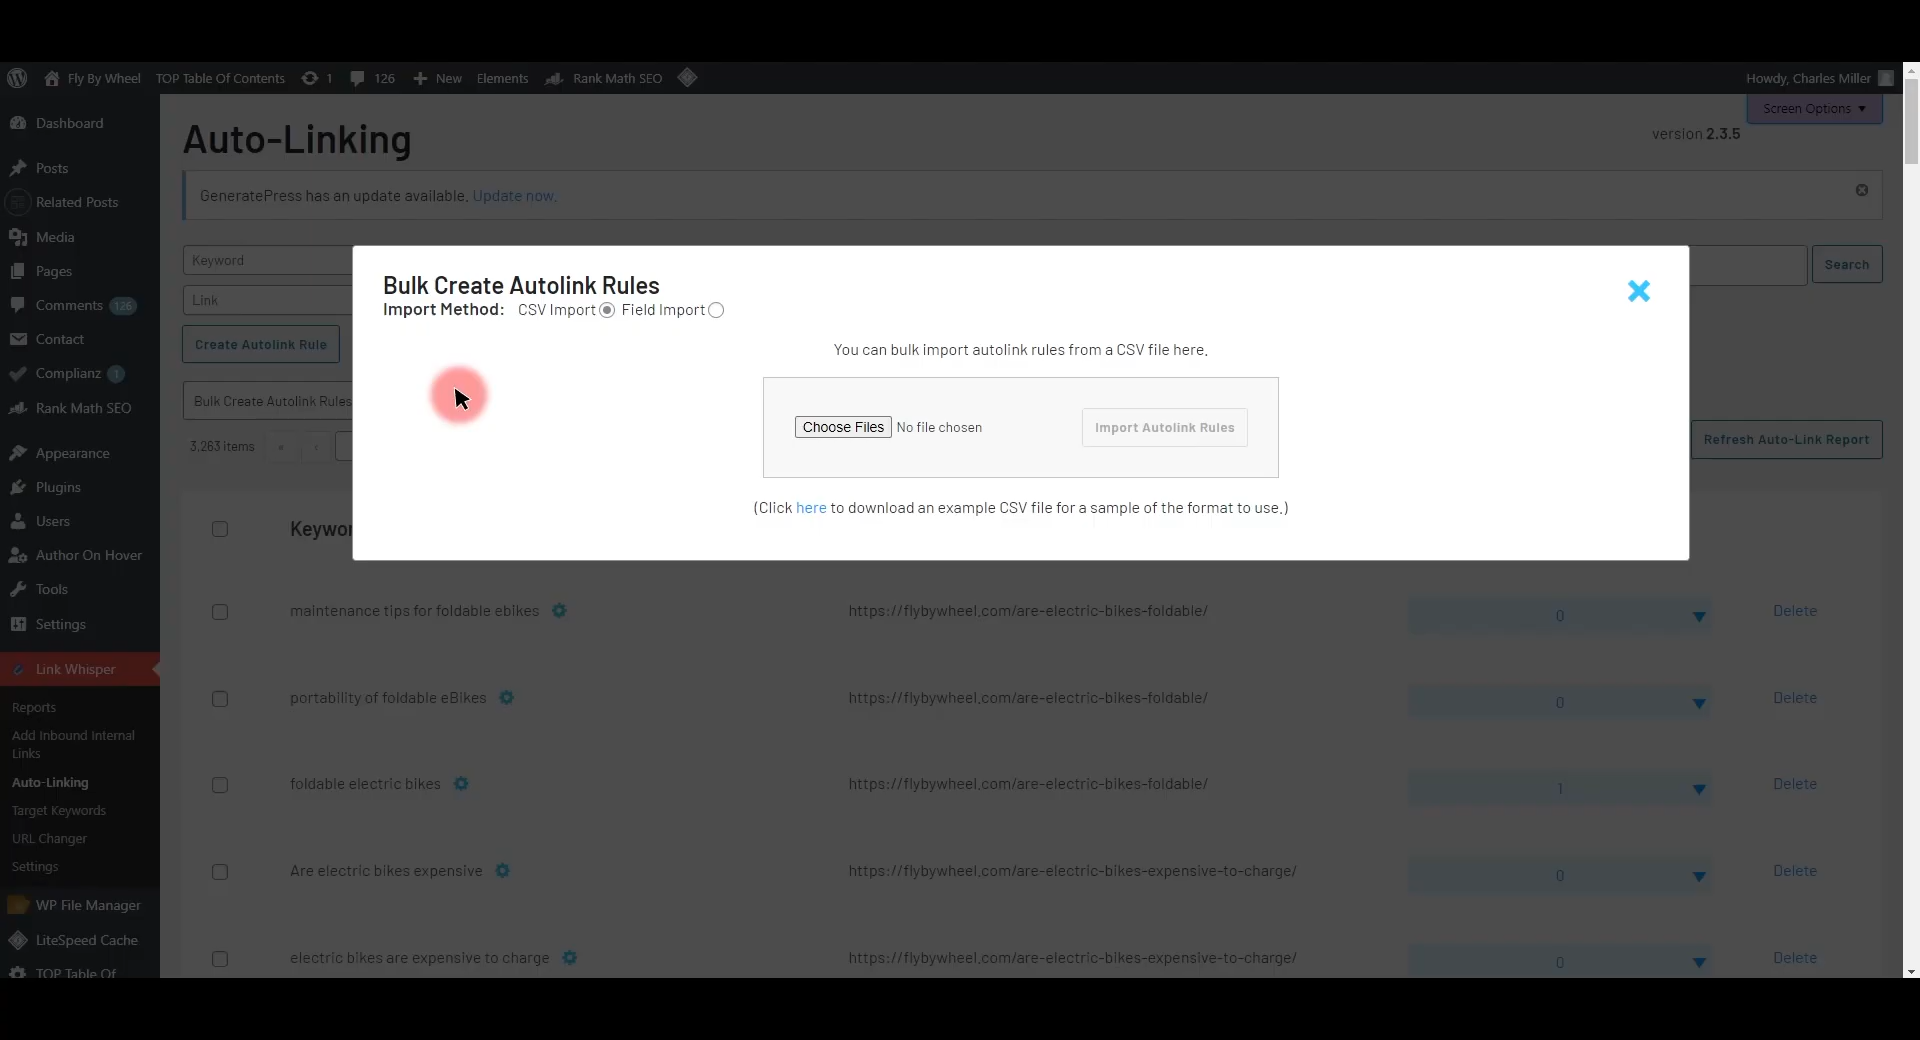 Fly By Wheel TOP Table Of Contents 1 126 New Elements Rank Math SEO Howdy, Charles Miller
Screen Options
Auto-Linking
version 2.3.5
GeneratePress has an update available. Update now.
Keyword
Search
Link
Create Autolink Rule
Bulk Create Autolink Rules
3,263 items « ‹
Refresh Auto-Link Report
Bulk Create Autolink Rules
Import Method: CSV Import Field Import
You can bulk import autolink rules from a CSV file here.
Choose Files No file chosen Import Autolink Rules
(Click here to download an example CSV file for a sample of the format to use.)
maintenance tips for foldable ebikes https://flybywheel.com/are-electric-bikes-foldable/ 0 Delete
portability of foldable eBikes https://flybywheel.com/are-electric-bikes-foldable/ 0 Delete
foldable electric bikes https://flybywheel.com/are-electric-bikes-foldable/ 1 Delete
Are electric bikes expensive https://flybywheel.com/are-electric-bikes-expensive-to-charge/ 0 Delete
electric bikes are expensive to charge https://flybywheel.com/are-electric-bikes-expensive-to-charge/ 0 Delete
Dashboard
Posts
Related Posts
Media
Pages
Comments 126
Contact
Complianz 1
Rank Math SEO
Appearance
Plugins
Users
Author On Hover
Tools
Settings
Link Whisper
Reports
Add Inbound Internal
Links
Auto-Linking
Target Keywords
URL Changer
Settings
WP File Manager
LiteSpeed Cache
TOP Table Of